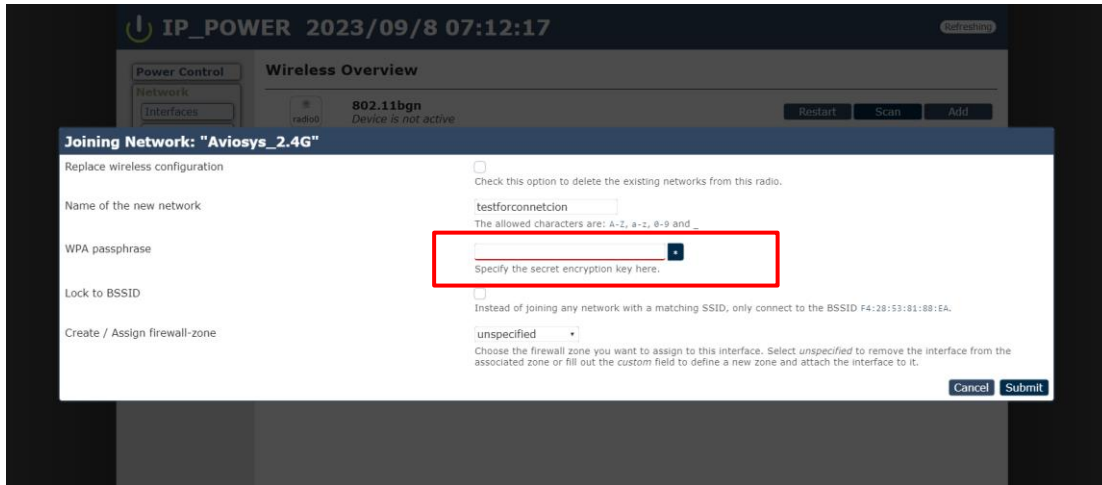 IP_POWER 2023/09/8 07:12:17
Refreshing
Power Control
Wireless Overview
Network
Interfaces
radio0
802.11bgn
Device is not active
Restart
Scan
Add
Joining Network: "Aviosys_2.4G"
Replace wireless configuration
Check this option to delete the existing networks from this radio.
Name of the new network
testforconnetcion
The allowed characters are: A-Z, a-z, 0-9 and _
WPA passphrase
Specify the secret encryption key here.
Lock to BSSID
Instead of joining any network with a matching SSID, only connect to the BSSID F4:28:53:81:88:EA.
Create / Assign firewall-zone
unspecified
Choose the firewall zone you want to assign to this interface. Select unspecified to remove the interface from the
associated zone or fill out the custom field to define a new zone and attach the interface to it.
Cancel
Submit